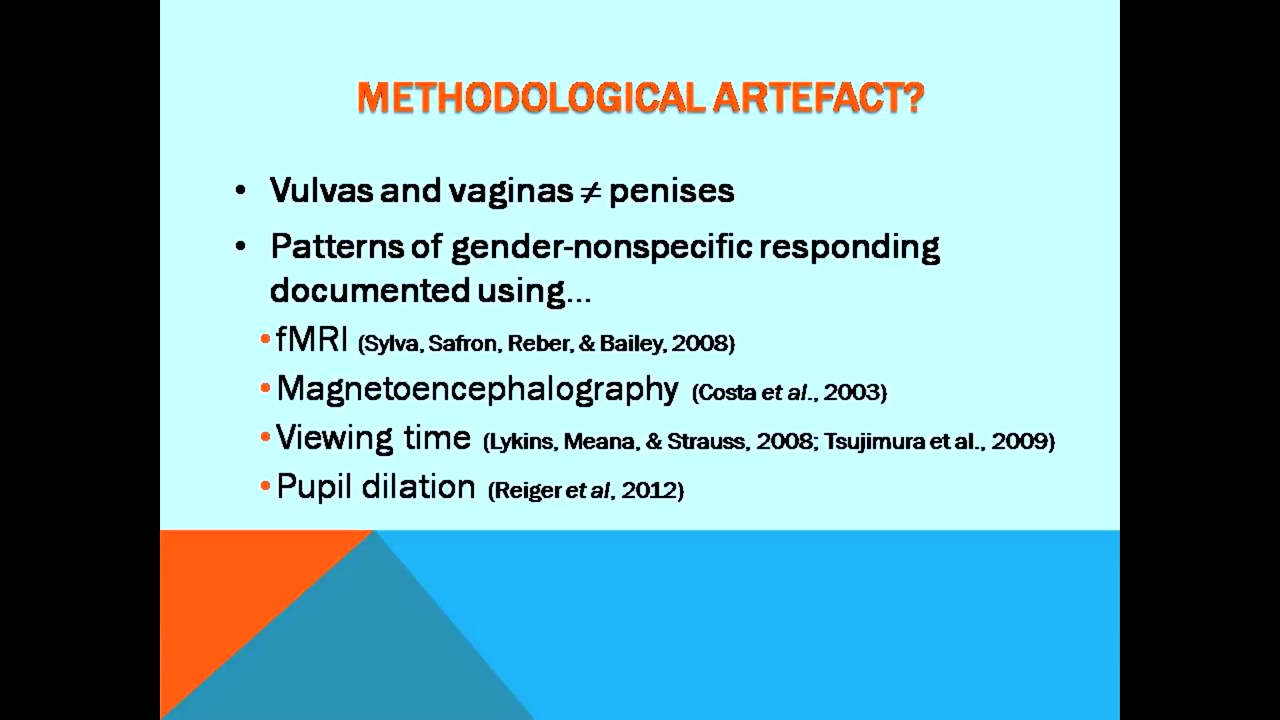 METHODOLOGICAL ARTEFACT?
• Vulvas and vaginas ≠ penises
• Patterns of gender-nonspecific responding
documented using...
• fMRI (Sylva, Safron, Reber, & Bailey, 2008)
• Magnetoencephalography (Costa et al., 2003)
• Viewing time (Lykins, Meana, & Strauss, 2008; Tsujimura et al., 2009)
• Pupil dilation (Reiger et al, 2012)